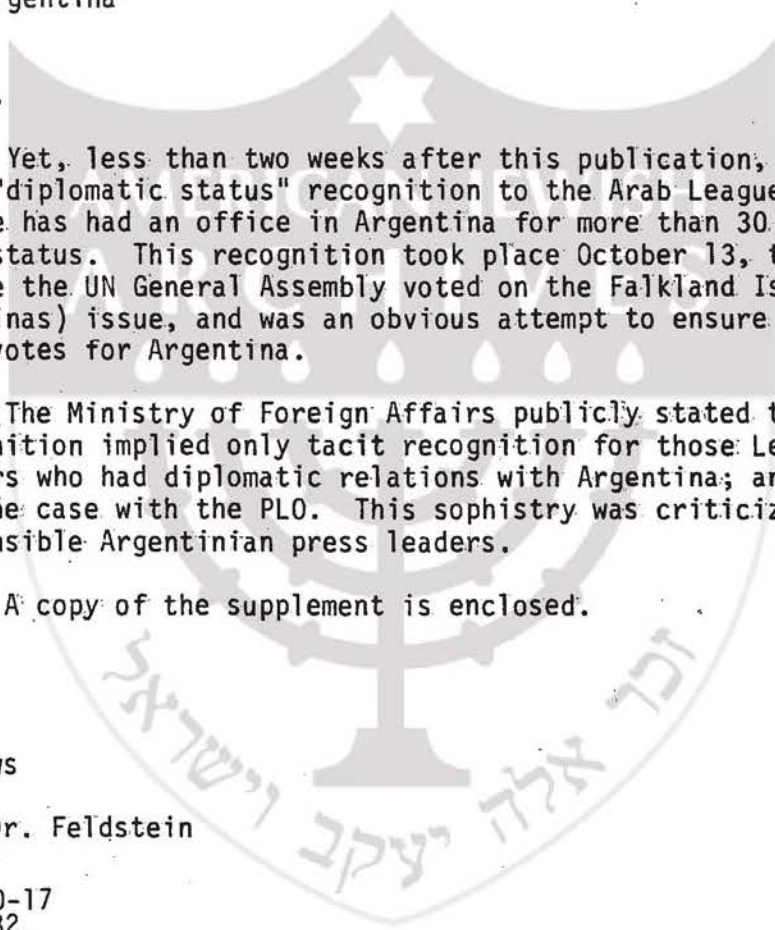 gentina
Yet, less than two weeks after this publication,
"diplomatic status" recognition to the Arab League
has had an office in Argentina for more than 30
status. This recognition took place October 13,
the UN General Assembly voted on the Falkland Is
inas) issue, and was an obvious attempt to ensure
votes for Argentina.
The Ministry of Foreign Affairs publicly stated t
nition implied only tacit recognition for those Le
rs who had diplomatic relations with Argentina; an
e case with the PLO. This sophistry was criticiz
nsible Argentinian press leaders.
A copy of the supplement is enclosed.
r. Feldstein
0-17
AMERICAN JEWISH
ARCHIVES
זכר אלה יעקב וישראל